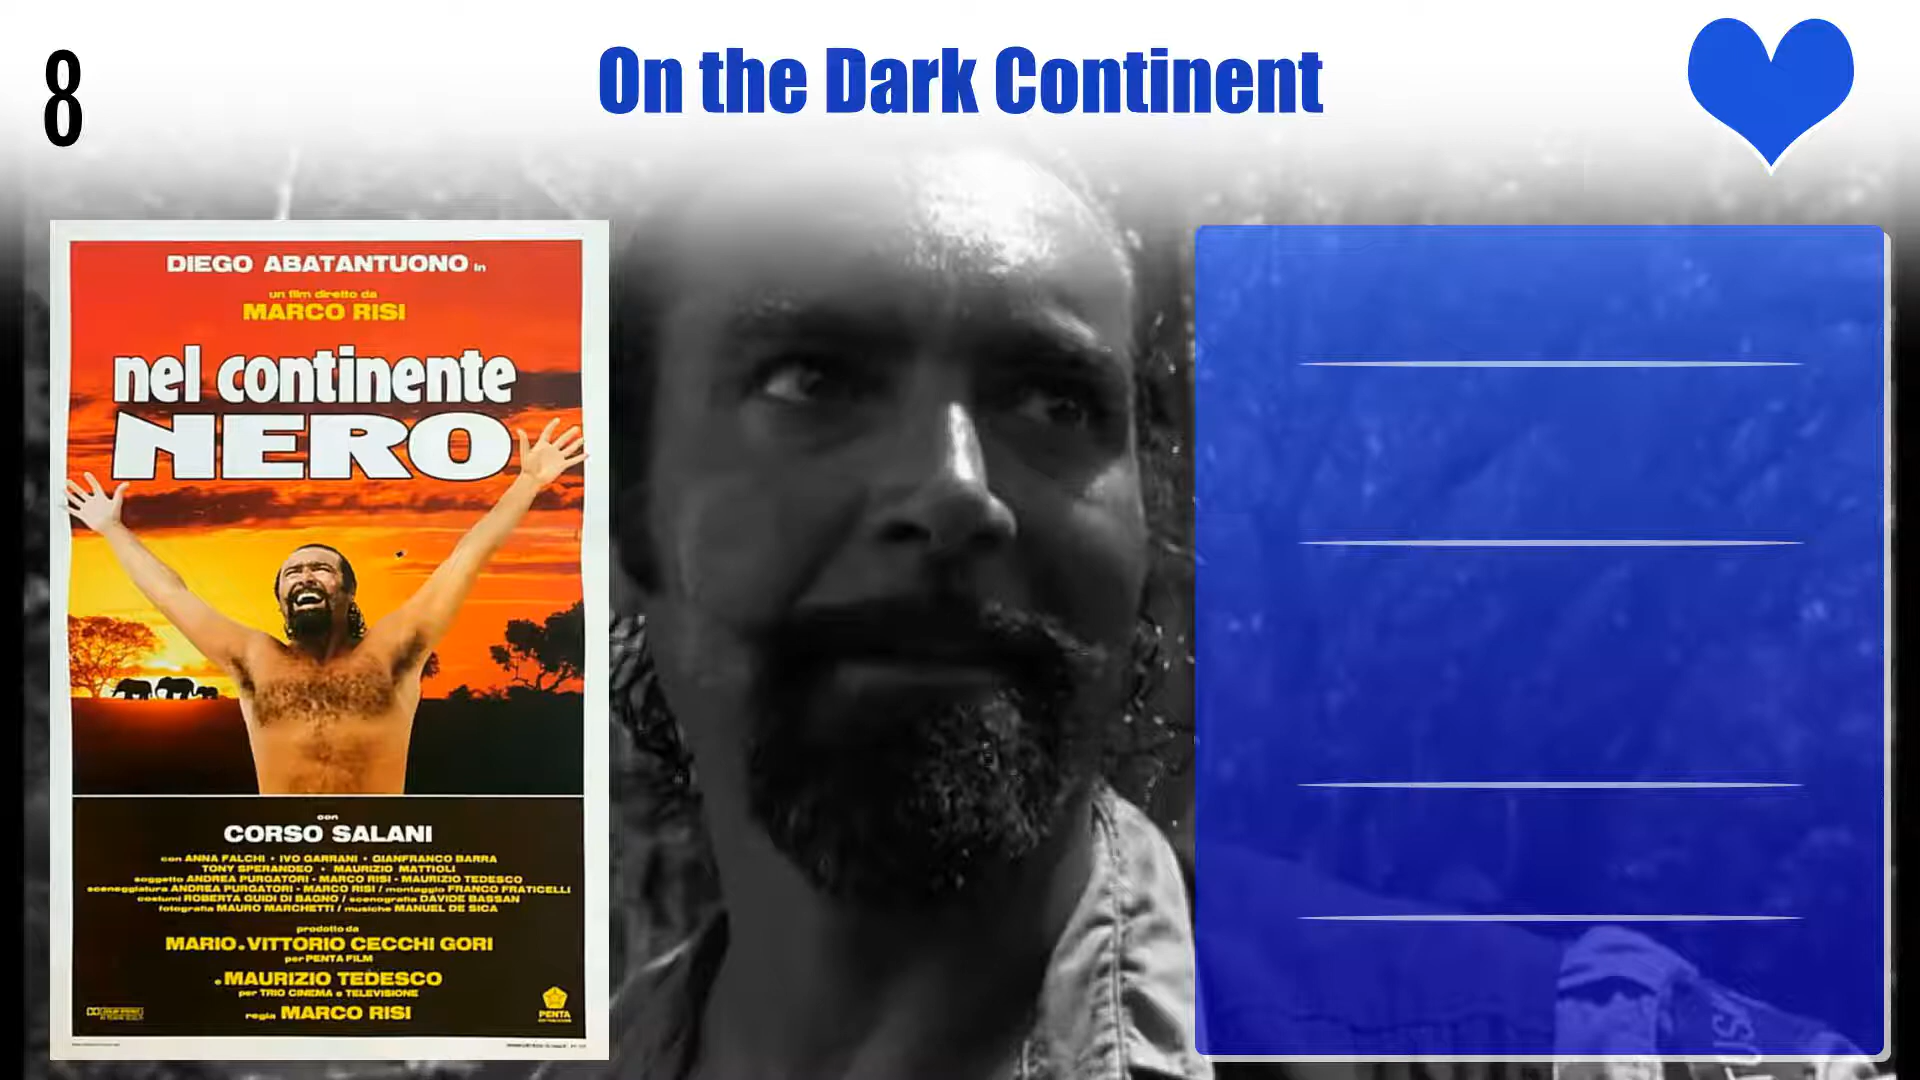 8
On the Dark Continent
DIEGO ABATANTUONO in
un film diretto da
MARCO RISI
nel continente
NERO
con
CORSO SALANI
con ANNA FALCHI • IVO GARRANI • GIANFRANCO BARRA
TONY SPERANDEO • MAURIZIO MATTIOLI
soggetto ANDREA PURGATORI - MARCO RISI - MAURIZIO TEDESCO
sceneggiatura ANDREA PURGATORI - MARCO RISI / montaggio FRANCO FRATICELLI
costumi ROBERTA GUIDI DI BAGNO / scenografia DAVIDE BASSAN
fotografia MAURO MARCHETTI / musiche MANUEL DE SICA
prodotto da
MARIO e VITTORIO CECCHI GORI
per PENTA FILM
e MAURIZIO TEDESCO
per TRIO CINEMA e TELEVISIONE
regia MARCO RISI
PENTA